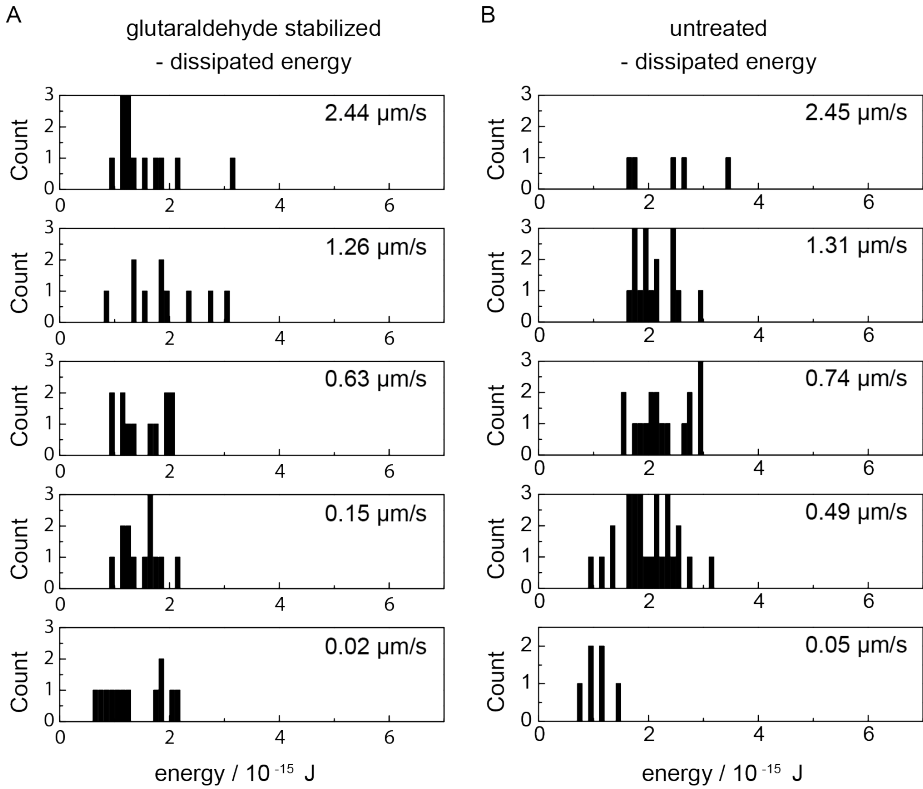 A
glutaraldehyde stabilized
- dissipated energy
B
untreated
- dissipated energy
Count
3
2
1
0
2.44 µm/s
0 2 4 6
Count
3
2
1
0
2.45 µm/s
0 2 4 6
Count
3
2
1
0
1.26 µm/s
0 2 4 6
Count
3
2
1
0
1.31 µm/s
0 2 4 6
Count
3
2
1
0
0.63 µm/s
0 2 4 6
Count
3
2
1
0
0.74 µm/s
0 2 4 6
Count
3
2
1
0
0.15 µm/s
0 2 4 6
Count
3
2
1
0
0.49 µm/s
0 2 4 6
Count
3
2
1
0
0.02 µm/s
0 2 4 6
energy / 10 -15 J
Count
2
1
0
0.05 µm/s
0 2 4 6
energy / 10 -15 J